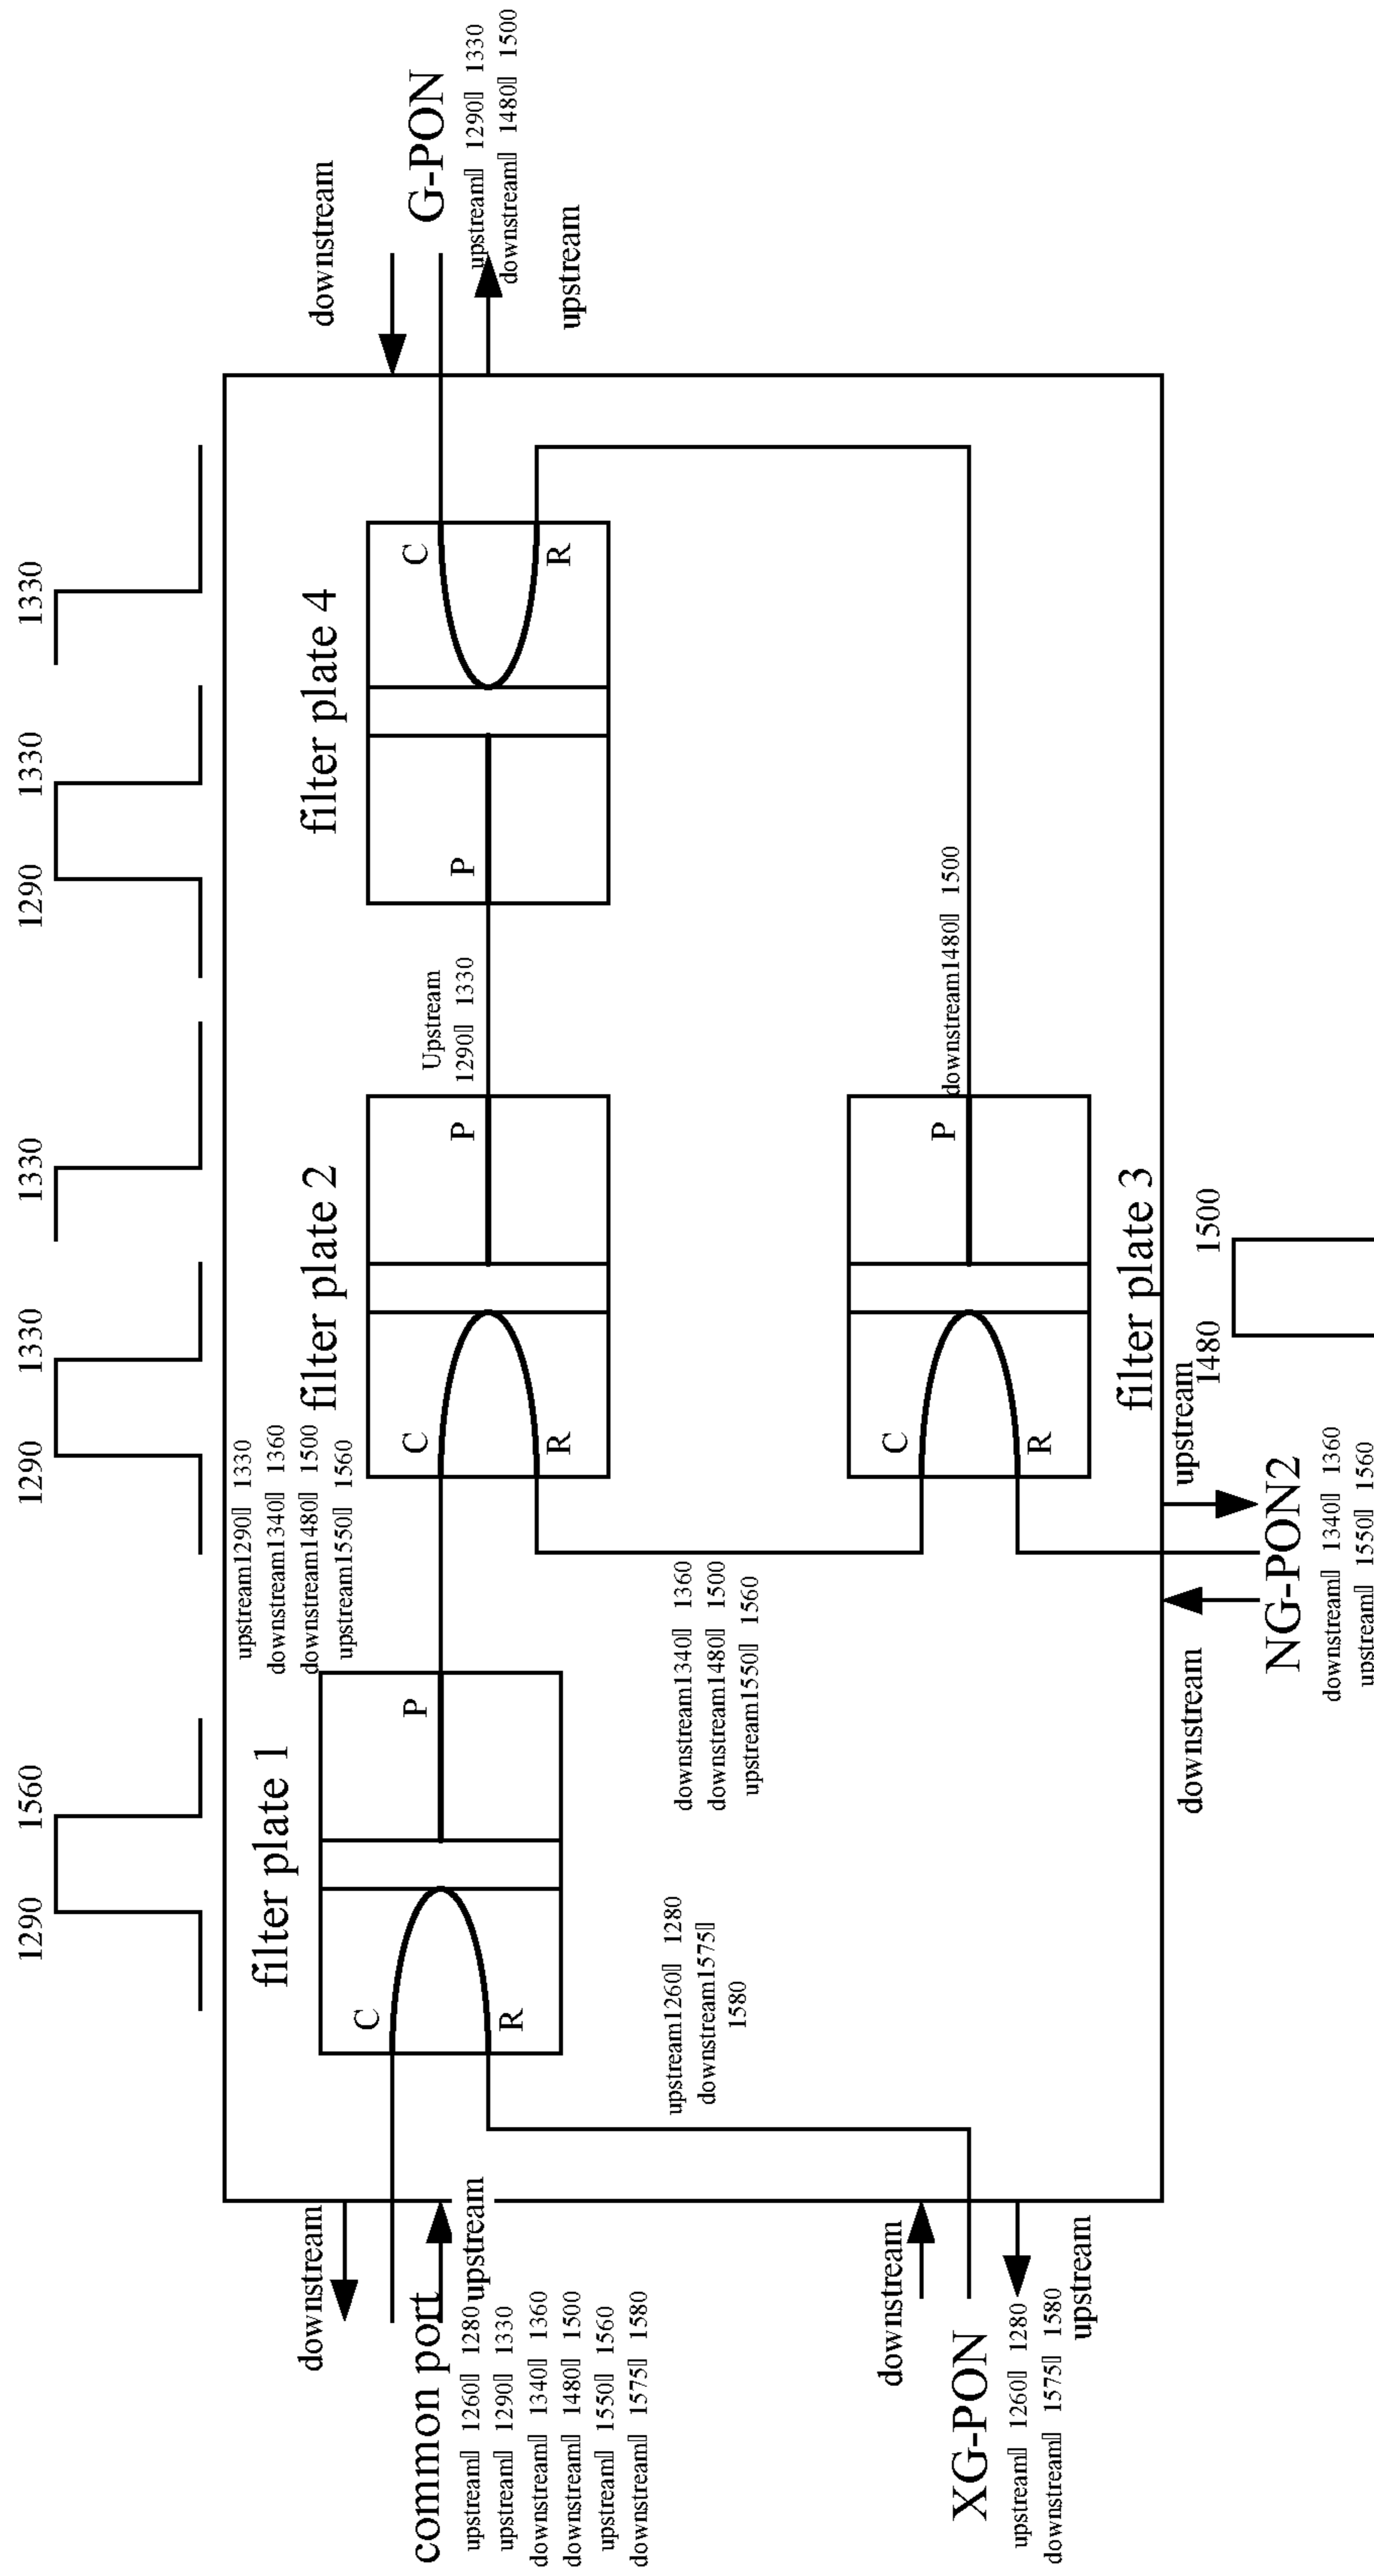 1290 1560
1290 1330
1330
1290 1330
1330
filter plate 1
C
R
P
upstream1290▯ 1330
downstream1340▯ 1360
downstream1480▯ 1500
upstream1550▯ 1560
filter plate 2
C
R
P
Upstream
1290▯ 1330
filter plate 4
P
C
R
downstream
G-PON
upstream▯ 1290▯ 1330
downstream▯ 1480▯ 1500
upstream
downstream
common port
upstream
upstream▯ 1260▯ 1280
upstream▯ 1290▯ 1330
downstream▯ 1340▯ 1360
downstream▯ 1480▯ 1500
upstream▯ 1550▯ 1560
downstream▯ 1575▯ 1580
upstream1260▯ 1280
downstream1575▯
1580
downstream1340▯ 1360
downstream1480▯ 1500
upstream1550▯ 1560
downstream
XG-PON
upstream▯ 1260▯ 1280
downstream▯ 1575▯ 1580
upstream
C
R
P
downstream1480▯ 1500
filter plate 3
downstream
upstream
1480 1500
NG-PON2
downstream▯ 1340▯ 1360
upstream▯ 1550▯ 1560